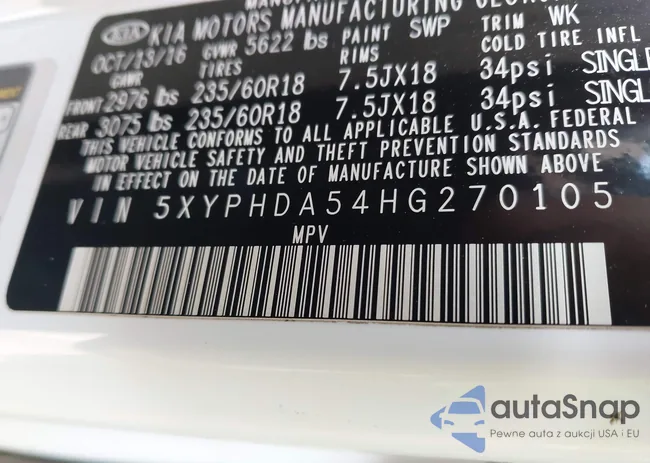 KIA KIA MOTORS MANUFACTURING
OCT/13/16 GVWR 5622 lbs PAINT SWP TRIM WK
GAWR TIRES RIMS COLD TIRE INFL
FRONT 2976 lbs 235/60R18 7.5JX18 34psi SINGLE
REAR 3075 lbs 235/60R18 7.5JX18 34psi SINGLE
THIS VEHICLE CONFORMS TO ALL APPLICABLE U.S.A. FEDERAL
MOTOR VEHICLE SAFETY AND THEFT PREVENTION STANDARDS
IN EFFECT ON THE DATE OF MANUFACTURE SHOWN ABOVE
VIN 5XYPHDA54HG270105
MPV
autaSnap
Pewne auta z aukcji USA i EU